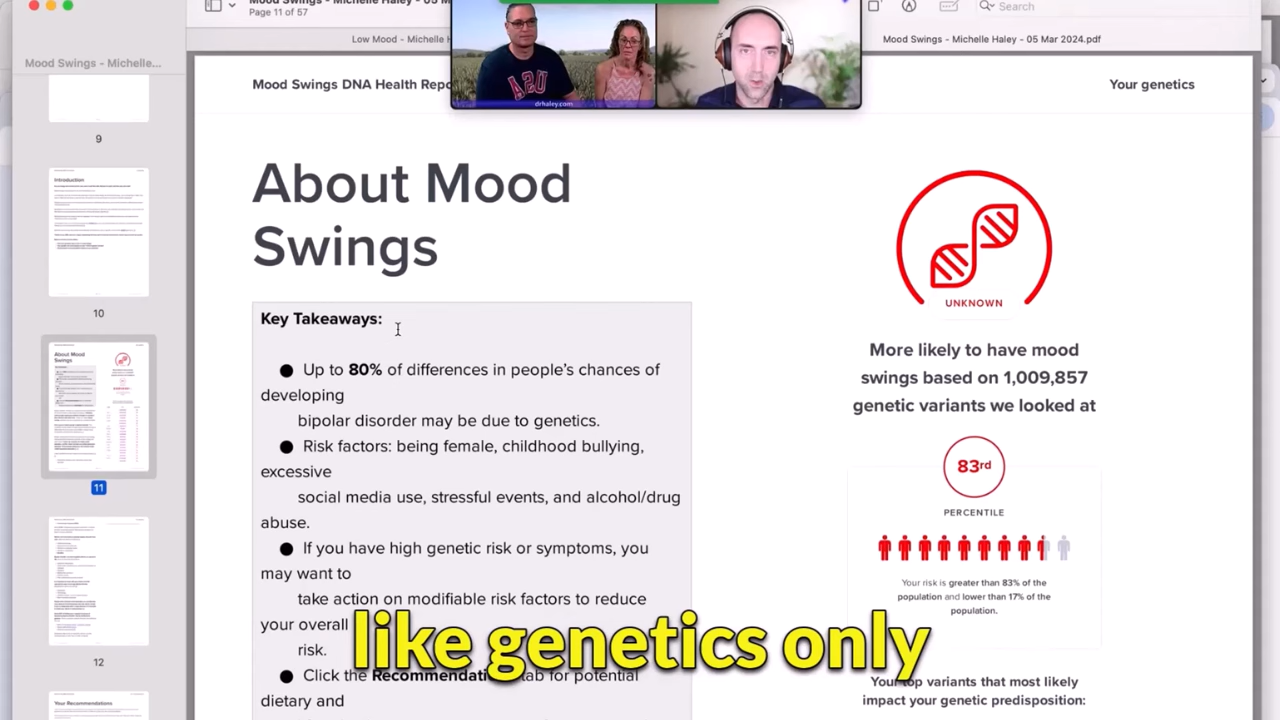 Mood Swings - Michelle Haley - 05 Mar
Page 11 of 57
Search
Low Mood - Michelle H
Mood Swings - Michelle Haley - 05 Mar 2024.pdf
Mood Swings - Michelle...
9
Introduction
10
About Mood
Swings
11
12
Your Recommendations
USA
drhaley.com
Mood Swings DNA Health Repo
Your genetics
About Mood
Swings
Key Takeaways:
● Up to 80% of differences in people's chances of
developing
bipolar disorder may be due to genetics.
● Risk factors: being female, childhood bullying,
excessive
social media use, stressful events, and alcohol/drug
abuse.
● If you have high genetic risk or symptoms, you
may want to
take action on modifiable risk factors to reduce
your overall
risk.
● Click the Recommendati tab for potential
dietary and
UNKNOWN
More likely to have mood
swings based on 1,009,857
genetic variants we looked at
83rd
PERCENTILE
Your risk is greater than 83% of the
population and lower than 17% of the
population.
Your top variants that most likely
impact your genetic predisposition:
like genetics only